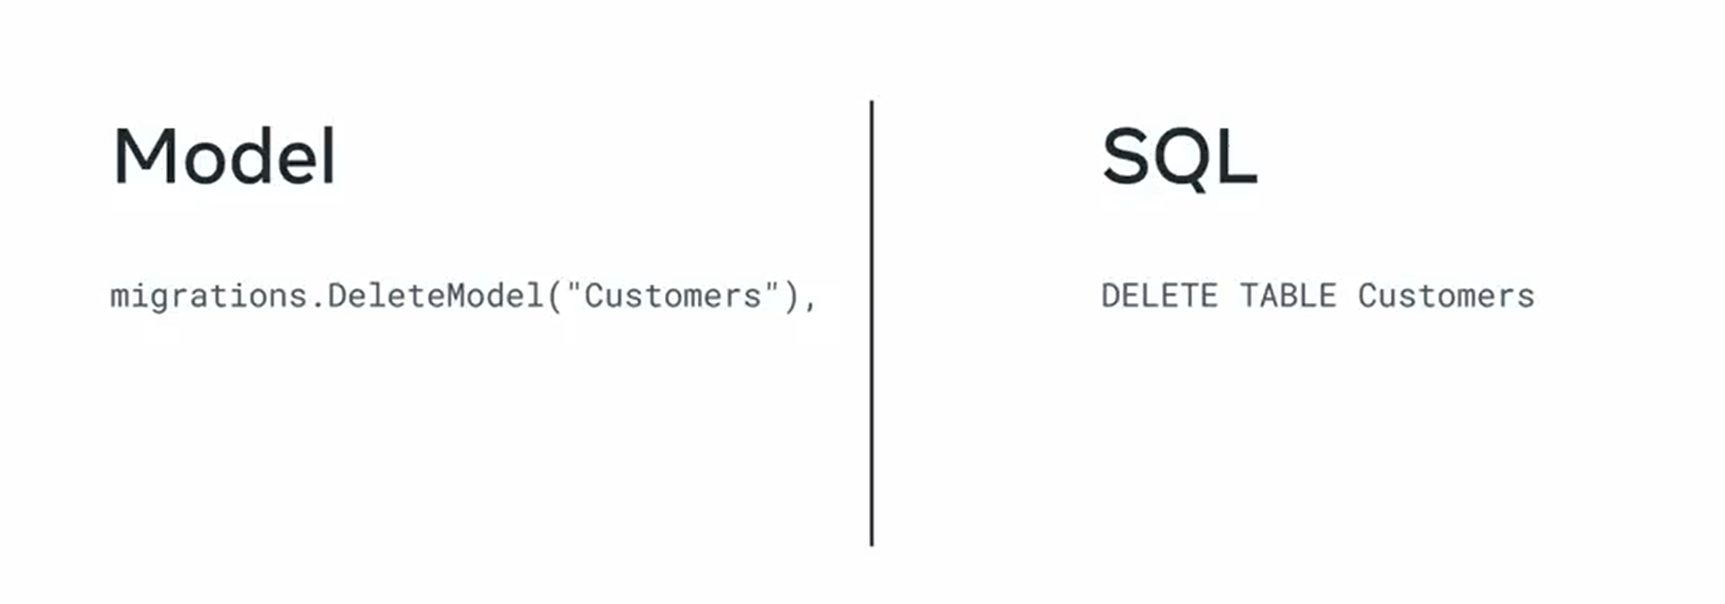 Model
migrations.DeleteModel("Customers"),
SQL
DELETE TABLE Customers